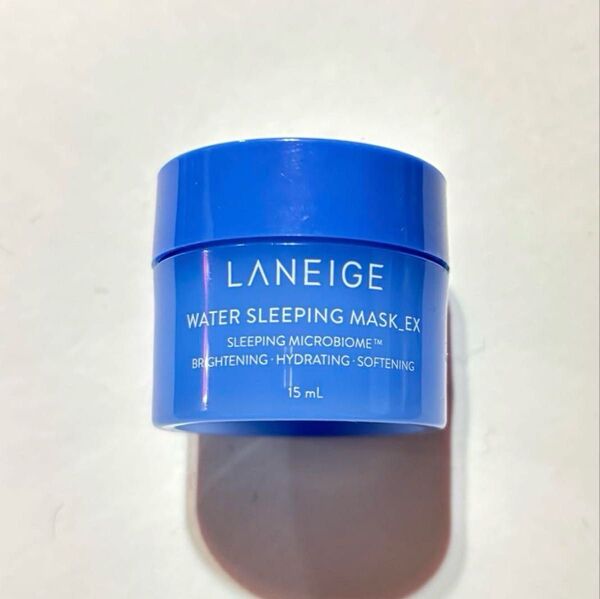 LANEIGE
WATER SLEEPING MASK_EX
SLEEPING MICROBIOME™
BRIGHTENING · HYDRATING · SOFTENING
15 mL